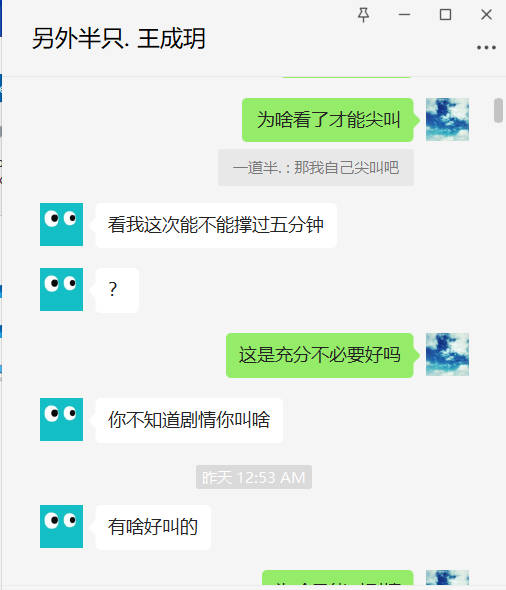 另外半只. 王成玥
为啥看了才能尖叫
一道半. : 那我自己尖叫吧
看我这次能不能撑过五分钟
?
这是充分不必要好吗
你不知道剧情你叫啥
昨天 12:53 AM
有啥好叫的